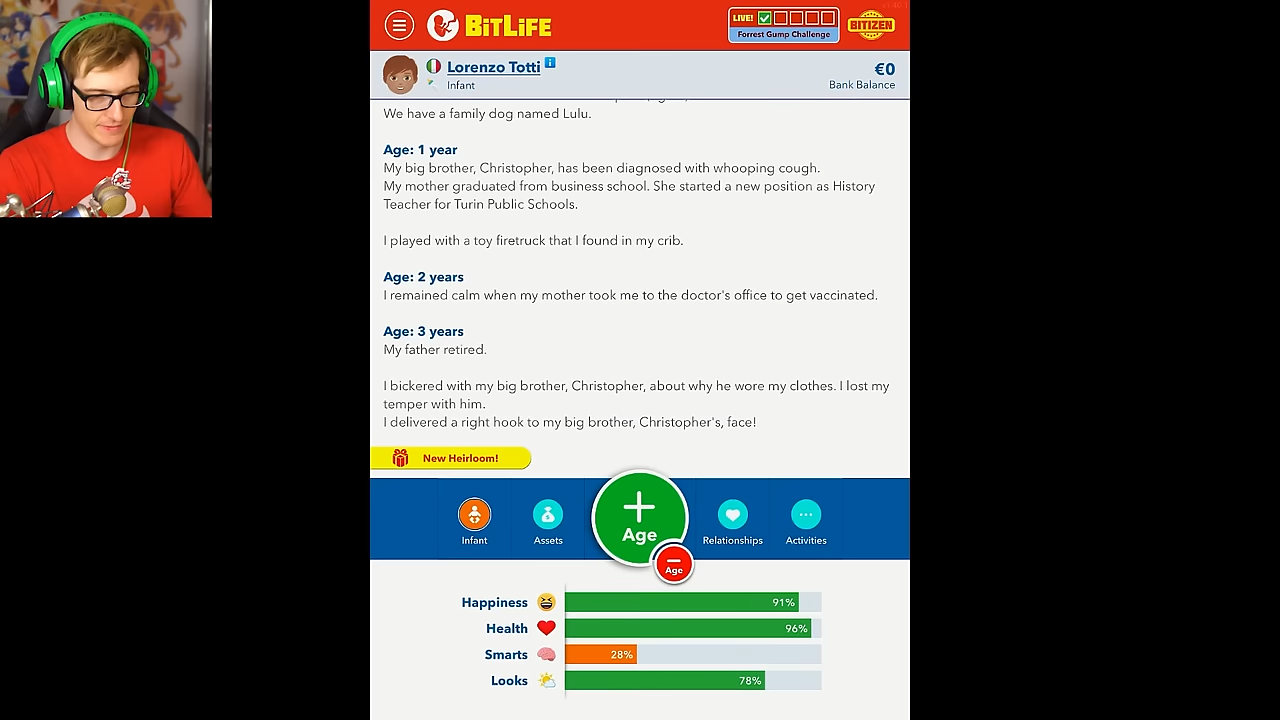 BITLIFE
LIVE!
Forrest Gump Challenge
BITIZEN
Lorenzo Totti
Infant
€0
Bank Balance
We have a family dog named Lulu.
Age: 1 year
My big brother, Christopher, has been diagnosed with whooping cough.
My mother graduated from business school. She started a new position as History
Teacher for Turin Public Schools.
I played with a toy firetruck that I found in my crib.
Age: 2 years
I remained calm when my mother took me to the doctor's office to get vaccinated.
Age: 3 years
My father retired.
I bickered with my big brother, Christopher, about why he wore my clothes. I lost my
temper with him.
I delivered a right hook to my big brother, Christopher's, face!
New Heirloom!
Infant
Assets
Age
Age
Relationships
Activities
Happiness 91%
Health 96%
Smarts 28%
Looks 78%